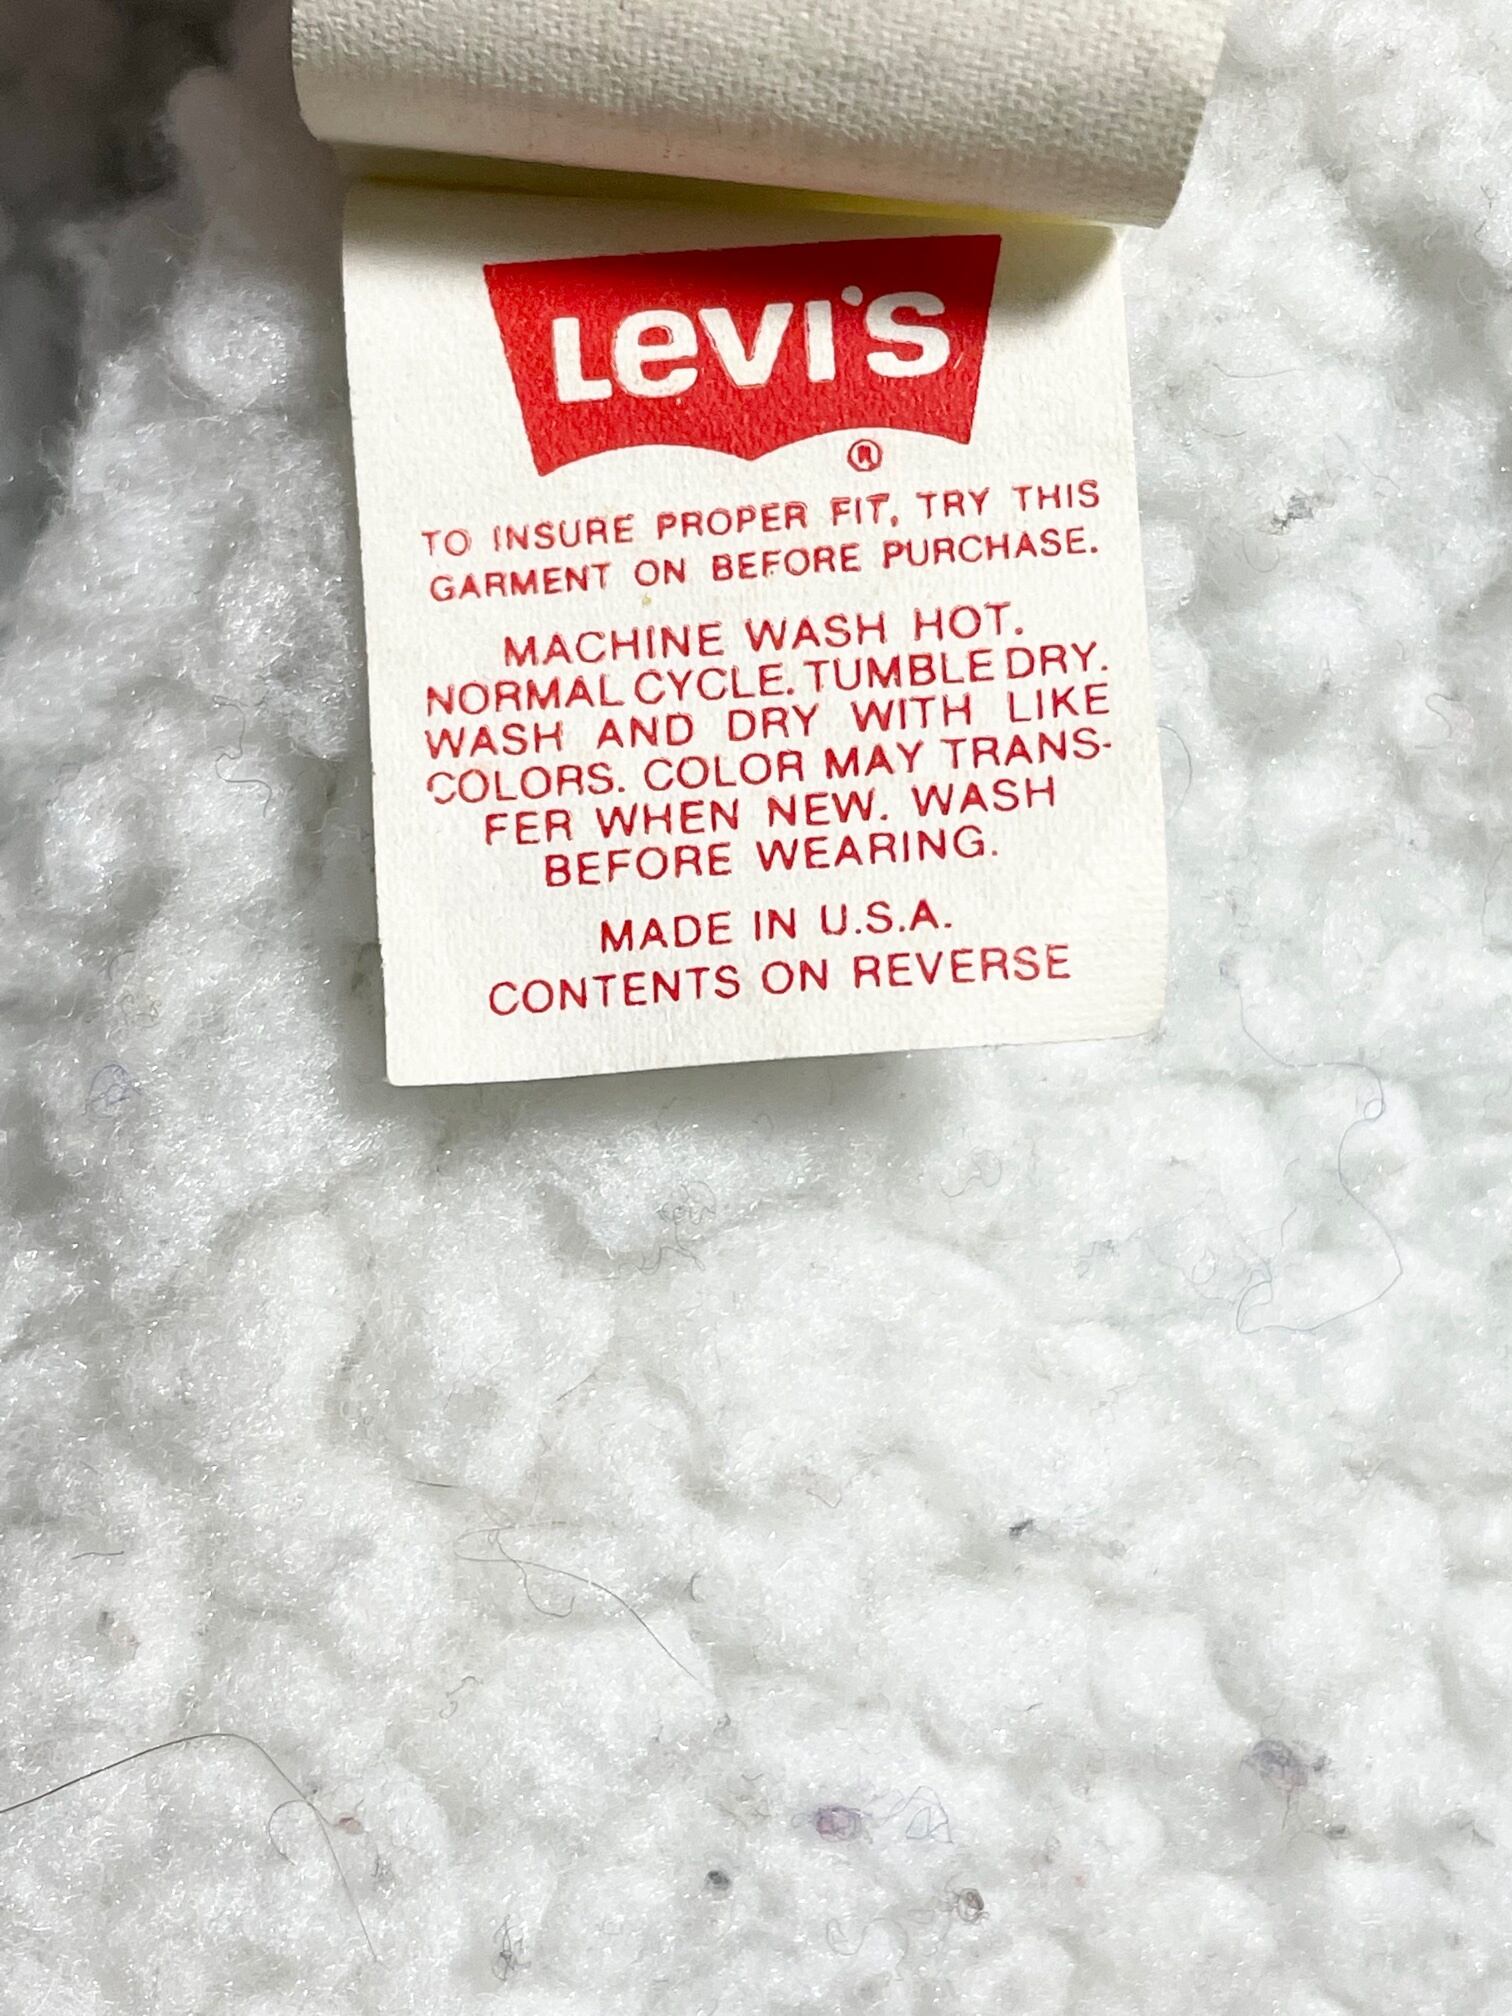 Levi's
®
TO INSURE PROPER FIT, TRY THIS
GARMENT ON BEFORE PURCHASE.
MACHINE WASH HOT.
NORMAL CYCLE. TUMBLE DRY.
WASH AND DRY WITH LIKE
COLORS. COLOR MAY TRANS-
FER WHEN NEW. WASH
BEFORE WEARING.
MADE IN U.S.A.
CONTENTS ON REVERSE